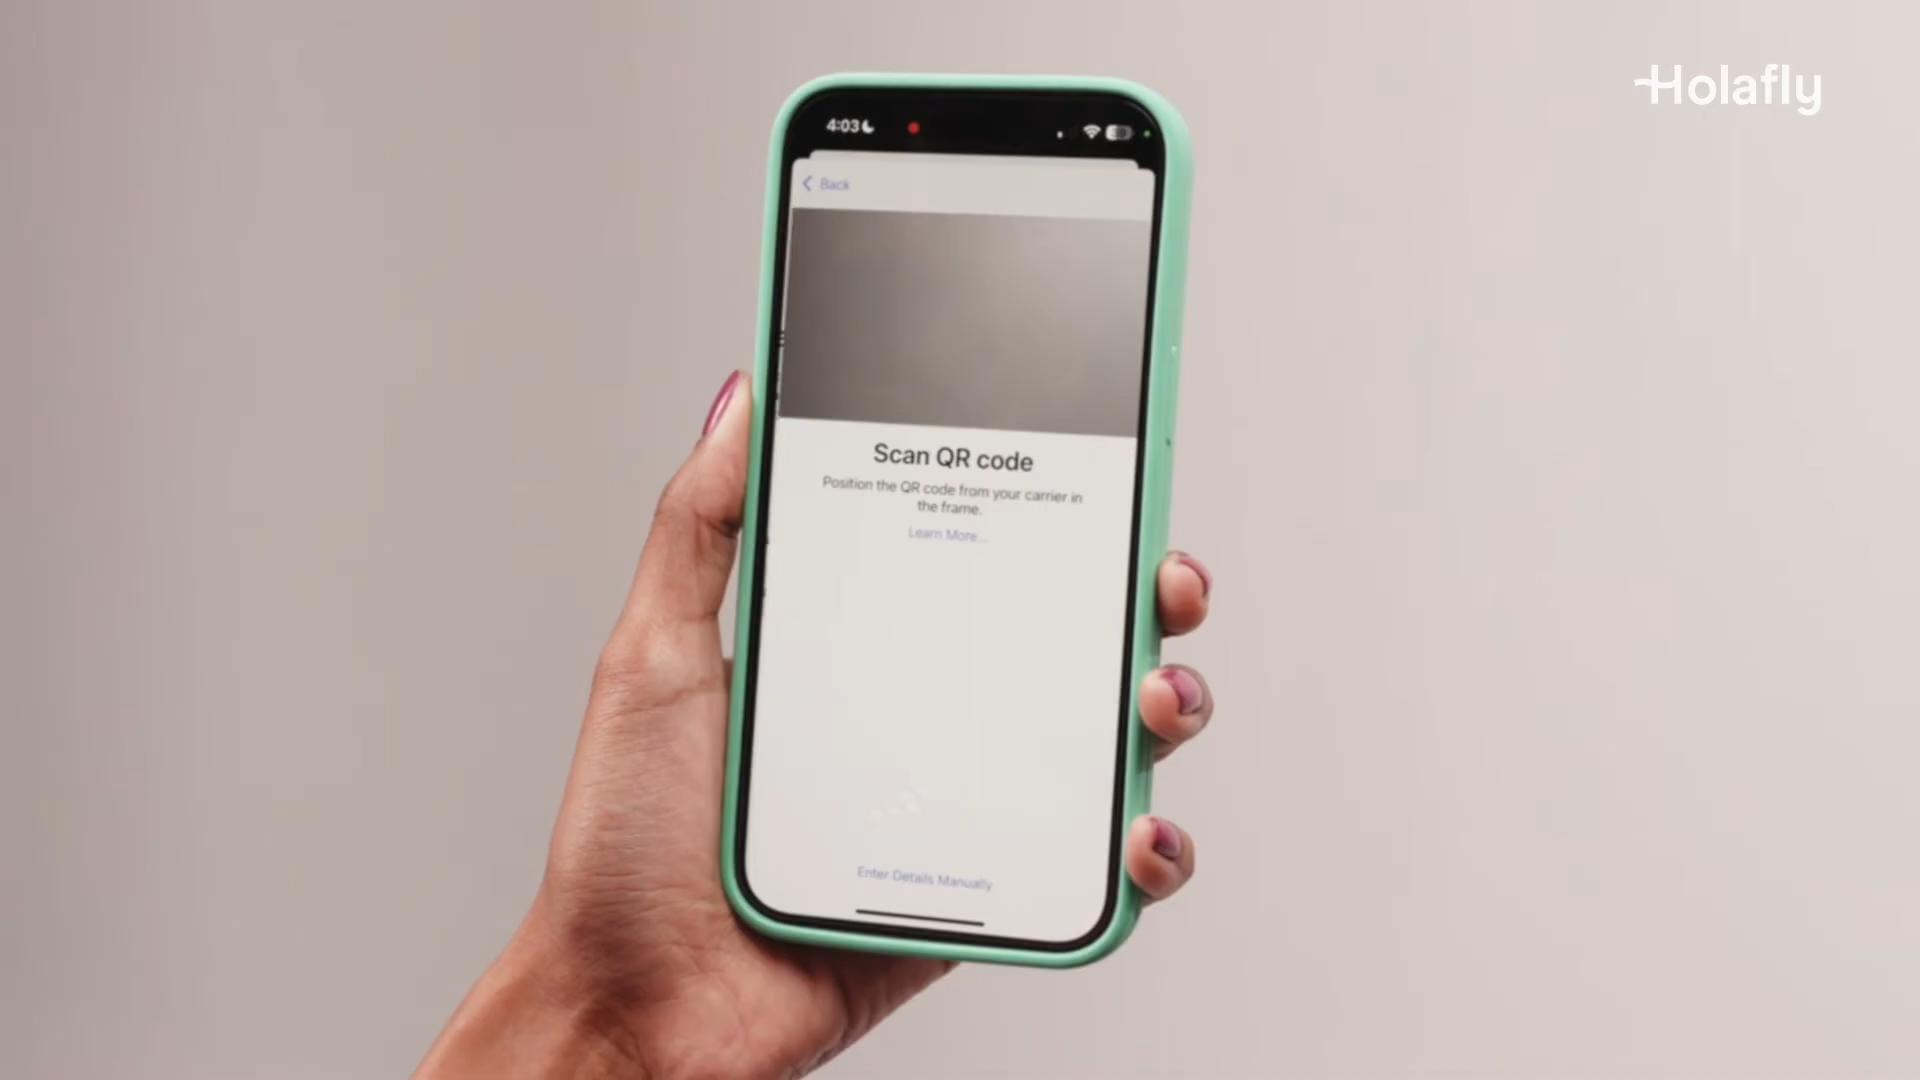 Holafly
4:03
Back
Scan QR code
Position the QR code from your carrier in
the frame.
Learn More...
Enter Details Manually